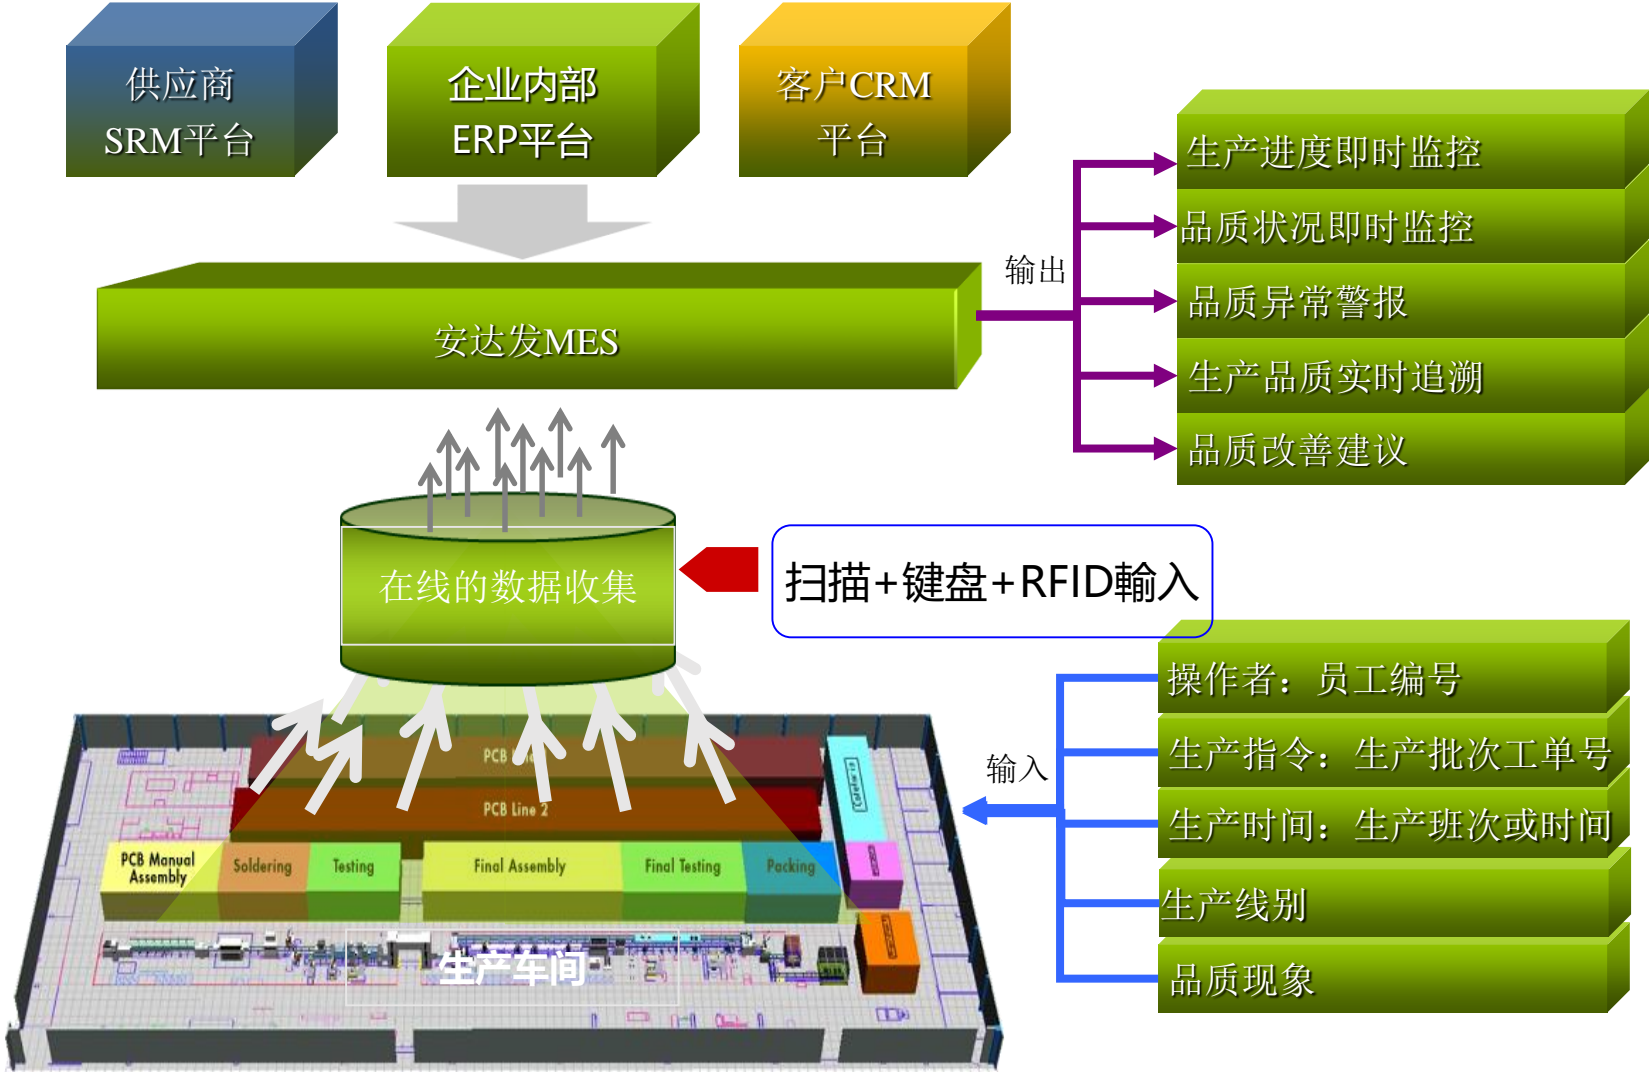 供应商
SRM平台
企业内部
ERP平台
客户CRM
平台
安达发MES
输出
生产进度即时监控
品质状况即时监控
品质异常警报
生产品质实时追溯
品质改善建议
在线的数据收集
扫描+键盘+RFID輸入
输入
操作者：员工编号
生产指令：生产批次工单号
生产时间：生产班次或时间
生产线别
品质现象
PCB
PCB Line 2
PCB Manual
Assembly
Soldering
Testing
Final Assembly
Final Testing
Packing
生产车间